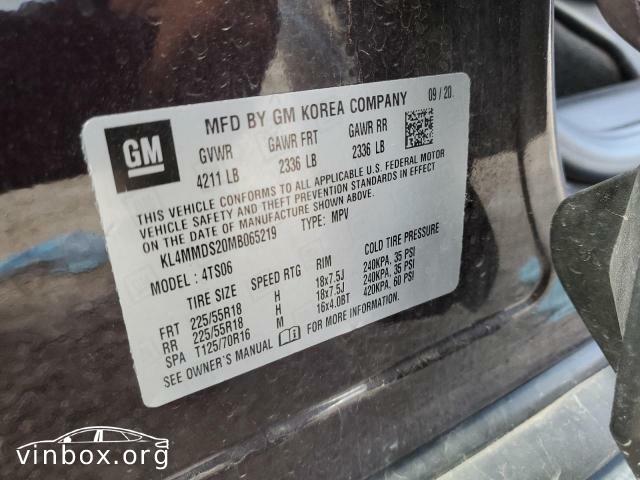 MFD BY GM KOREA COMPANY 09 / 20
GM
GVWR GAWR FRT GAWR RR
4211 LB 2336 LB 2336 LB
THIS VEHICLE CONFORMS TO ALL APPLICABLE U.S. FEDERAL MOTOR
VEHICLE SAFETY AND THEFT PREVENTION STANDARDS IN EFFECT
ON THE DATE OF MANUFACTURE SHOWN ABOVE.
KL4MMDS20MB065219 TYPE: MPV
MODEL: 4TS06
TIRE SIZE SPEED RTG RIM COLD TIRE PRESSURE
FRT 225/55R18 H 18x7.5J 240KPA, 35 PSI
RR 225/55R18 H 18x7.5J 240KPA, 35 PSI
SPA T125/70R16 M 16x4.0BT 420KPA, 60 PSI
SEE OWNER'S MANUAL FOR MORE INFORMATION.
vinbox.org